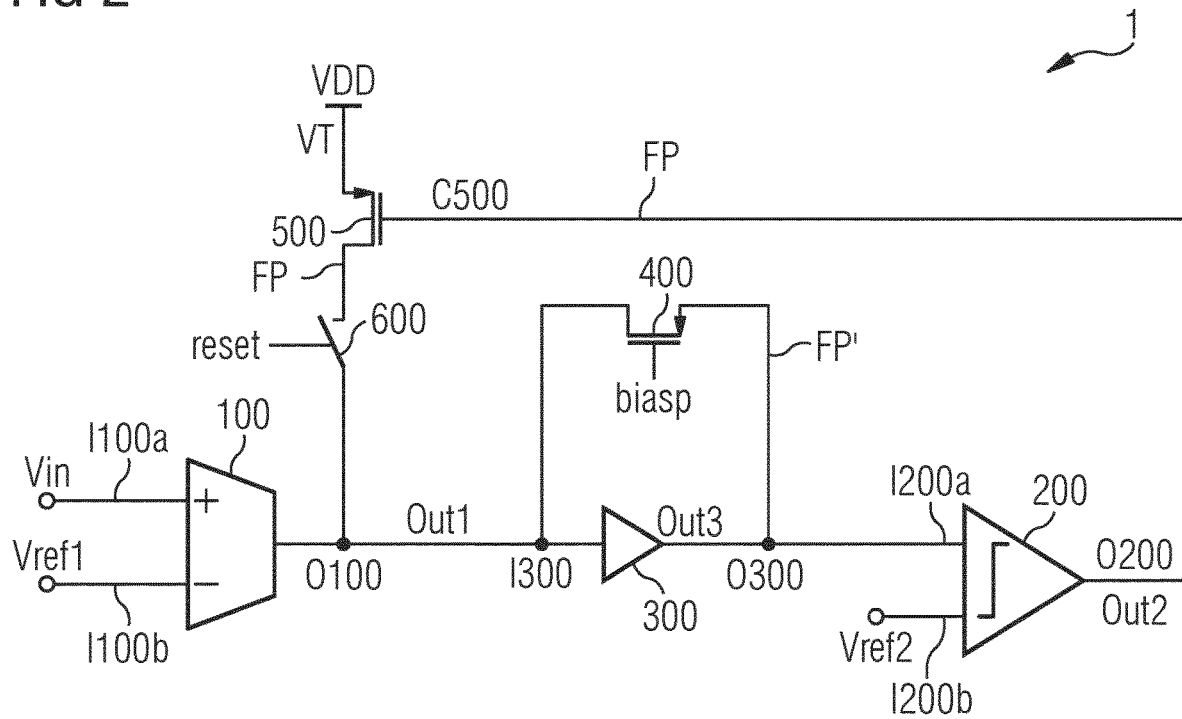 FIG 2
1
VDD
VT
C500
FP
500
FP
400
600
reset
FP'
biasp
100
I100a
Vin
I200a
200
Out1
Out3
O200
Vref1
O100
I300
O300
300
Out2
Vref2
I100b
I200b